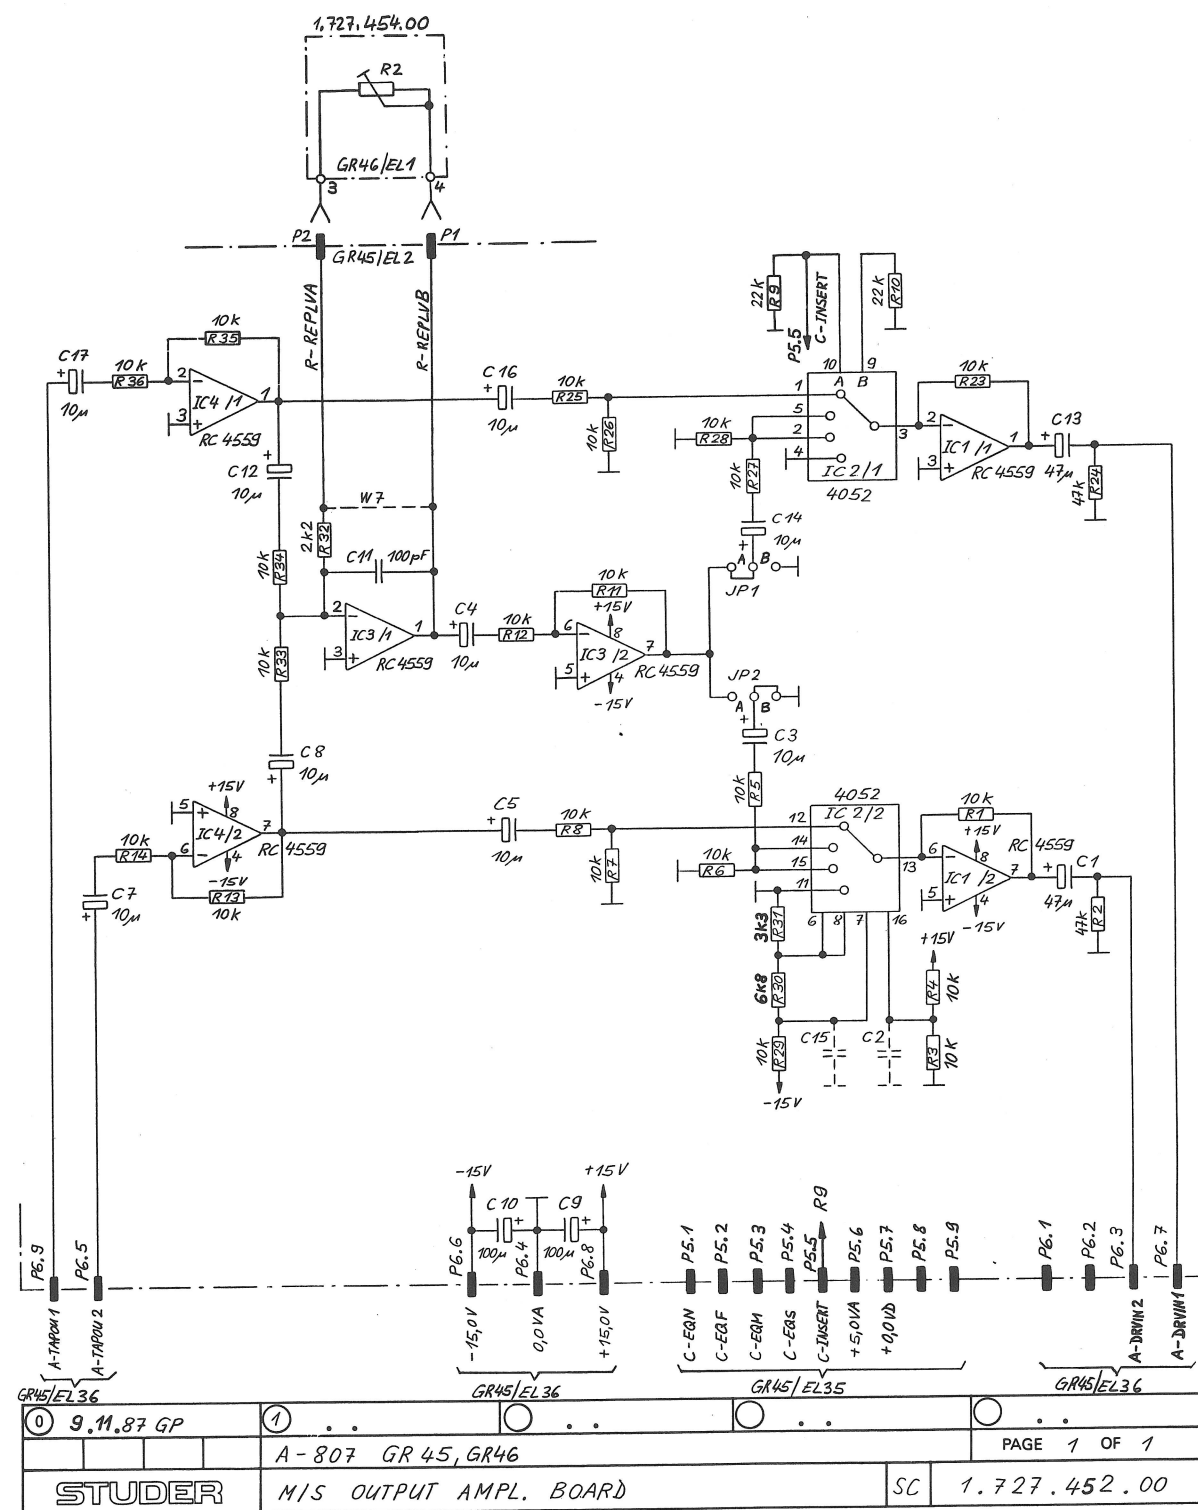 1.727.454.00
R2
GR46/EL1
3
4
P2
P1
GR45/EL2
R-REPLVA
R-REPLVB
22k
R9
P5.5
C-INSERT
22k
R10
10k
R35
C17
10µ
10k
R36
2
-
3
+
1
IC4/1
RC 4559
C16
+
10µ
10k
R25
10k
R26
10
A
9
B
1
5
2
4
3
IC2/1
4052
10k
R28
10k
R27
10k
R23
2
-
3
+
1
IC1/1
RC 4559
C13
+
47µ
47k
R24
C12
+
10µ
W7
2k2
R32
C11
100pF
10k
R34
C14
+
10µ
A
B
JP1
2
-
3
+
1
IC3/1
RC 4559
C4
+
10µ
10k
R12
10k
R11
+15V
8
6
-
5
+
7
4
-15V
IC3/2
RC 4559
10k
R33
JP2
A
B
+
C3
10µ
10k
R5
C8
10µ
+
+15V
8
5
+
6
-
7
4
-15V
IC4/2
RC 4559
10k
R14
R13
10k
C7
+
10µ
C5
+
10µ
10k
R8
10k
R7
10k
R6
4052
IC2/2
12
14
15
11
13
6
8
7
16
10k
R1
+15V
8
6
-
5
+
7
4
-15V
IC1/2
RC 4559
C1
+
47µ
47k
R2
3k3
R31
6k8
R30
10k
R29
-15V
C15
C2
+15V
R4
10k
R3
10k
-15V
+15V
C10
+
100µ
C9
+
100µ
R9
P6.9
P6.5
P6.6
P6.4
P6.8
P5.1
P5.2
P5.3
P5.4
P5.5
P5.6
P5.7
P5.8
P5.9
P6.1
P6.2
P6.3
P6.7
A-TAPOU1
A-TAPOU2
-15,0V
0,0VA
+15,0V
C-EQN
C-EQF
C-EQM
C-EQS
C-INSERT
+5,0VA
+0,0VD
A-DRVIN2
A-DRVIN1
GR45/EL36
GR45/EL36
GR45/EL35
GR45/EL36
0 9.11.87 GP
1 . .
. .
. .
. .
A-807 GR45, GR46
PAGE 1 OF 1
STUDER
M/S OUTPUT AMPL. BOARD
SC
1.727.452.00